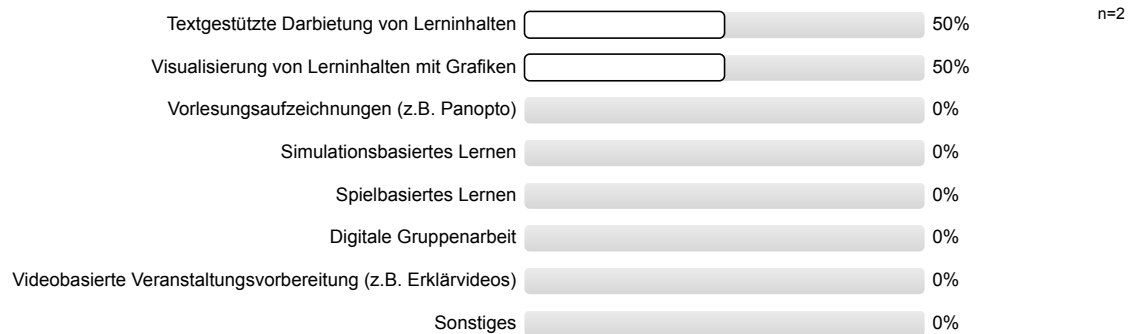 Textgestützte Darbietung von Lerninhalten 50% n=2
Visualisierung von Lerninhalten mit Grafiken 50%
Vorlesungsaufzeichnungen (z.B. Panopto) 0%
Simulationsbasiertes Lernen 0%
Spielbasiertes Lernen 0%
Digitale Gruppenarbeit 0%
Videobasierte Veranstaltungsvorbereitung (z.B. Erklärvideos) 0%
Sonstiges 0%